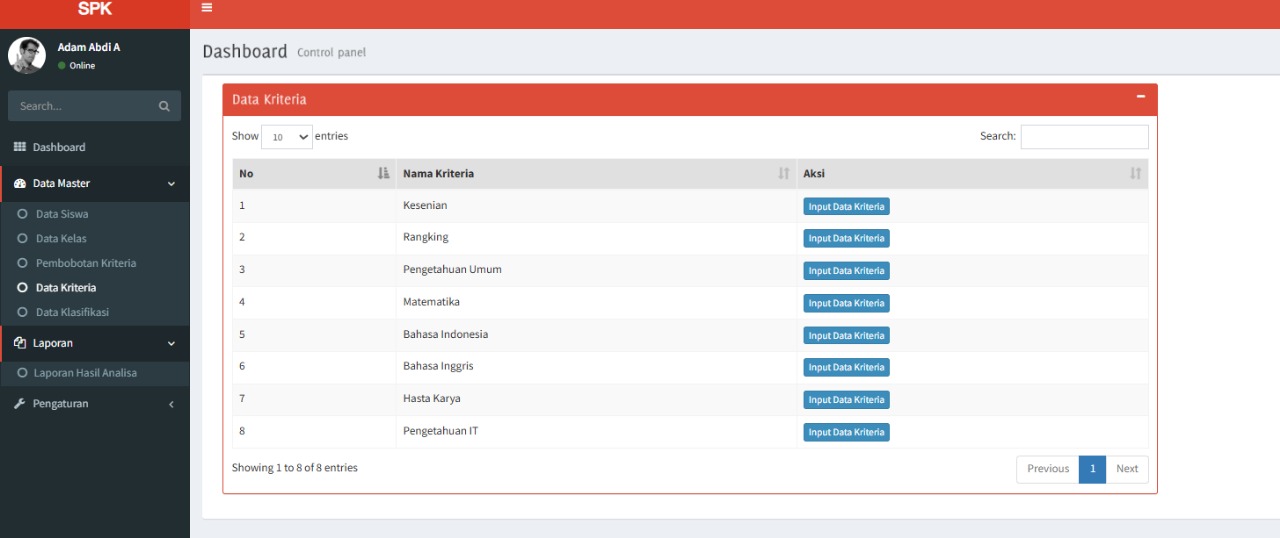 SPK
Adam Abdi A
Online
Search...
Dashboard
Data Master
Data Siswa
Data Kelas
Pembobotan Kriteria
Data Kriteria
Data Klasifikasi
Laporan
Laporan Hasil Analisa
Pengaturan
Dashboard Control panel
Data Kriteria
Show 10 entries Search:
No Nama Kriteria Aksi
1 Kesenian Input Data Kriteria
2 Rangking Input Data Kriteria
3 Pengetahuan Umum Input Data Kriteria
4 Matematika Input Data Kriteria
5 Bahasa Indonesia Input Data Kriteria
6 Bahasa Inggris Input Data Kriteria
7 Hasta Karya Input Data Kriteria
8 Pengetahuan IT Input Data Kriteria
Showing 1 to 8 of 8 entries Previous 1 Next